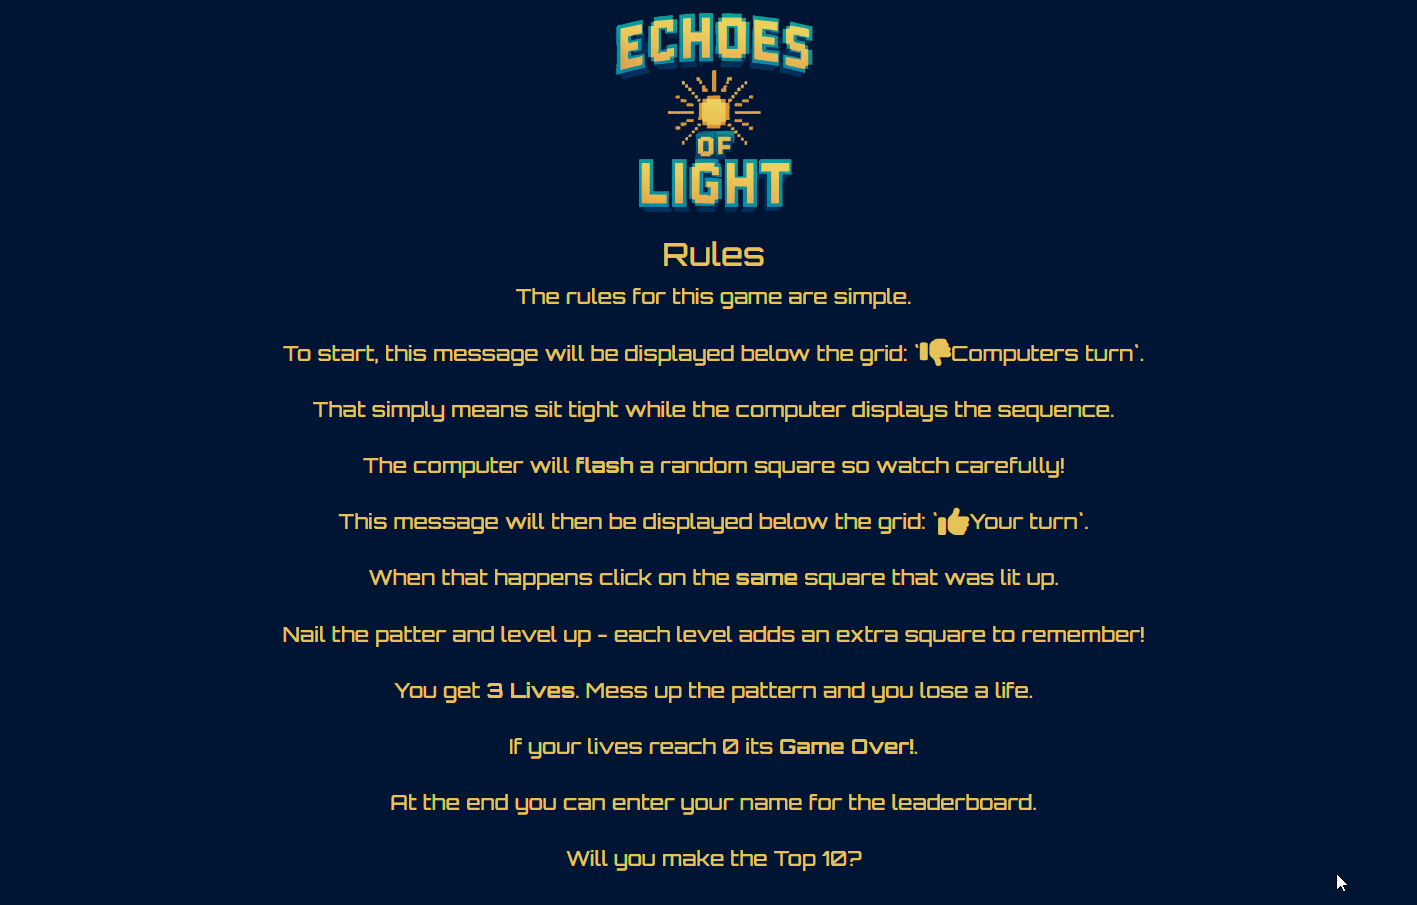 ECHOES
OF
LIGHT
Rules
The rules for this game are simple.
To start, this message will be displayed below the grid: `👎Computers turn`.
That simply means sit tight while the computer displays the sequence.
The computer will flash a random square so watch carefully!
This message will then be displayed below the grid: `👍Your turn`.
When that happens click on the same square that was lit up.
Nail the patter and level up - each level adds an extra square to remember!
You get 3 Lives. Mess up the pattern and you lose a life.
If your lives reach 0 its Game Over!.
At the end you can enter your name for the leaderboard.
Will you make the Top 10?